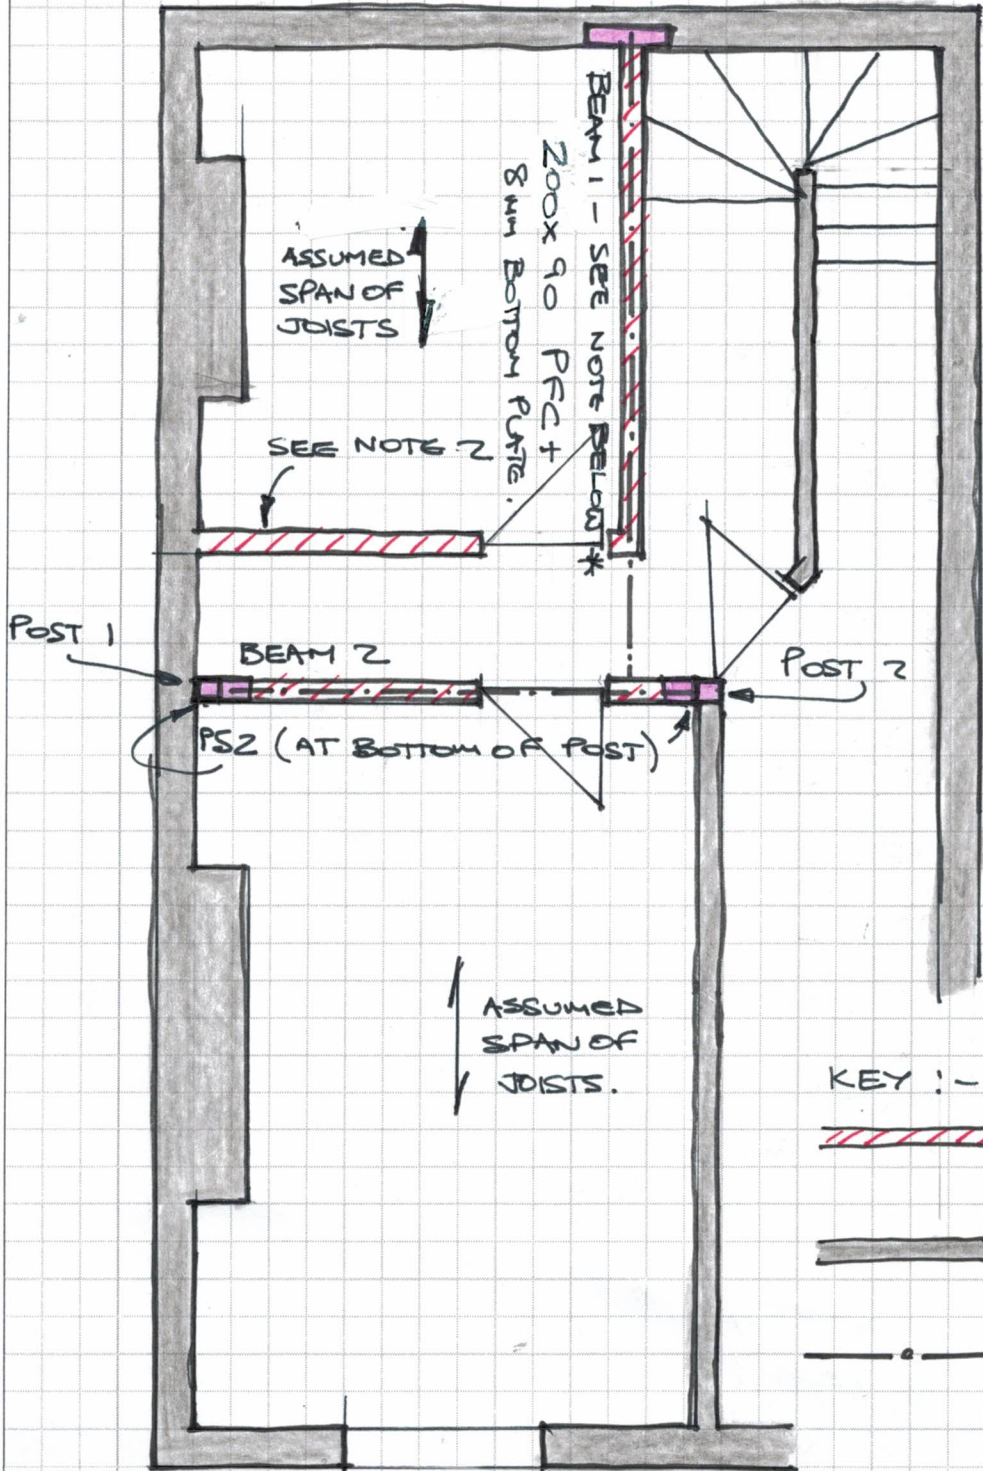 BEAM 1 - SEE NOTE BELOW *
200x90 PFC +
8mm BOTTOM PLATE.
ASSUMED
SPAN OF
JOISTS
SEE NOTE 2
POST 1
BEAM 2
POST 2
PS2 (AT BOTTOM OF POST)
ASSUMED
SPAN OF
JOISTS.
KEY :-